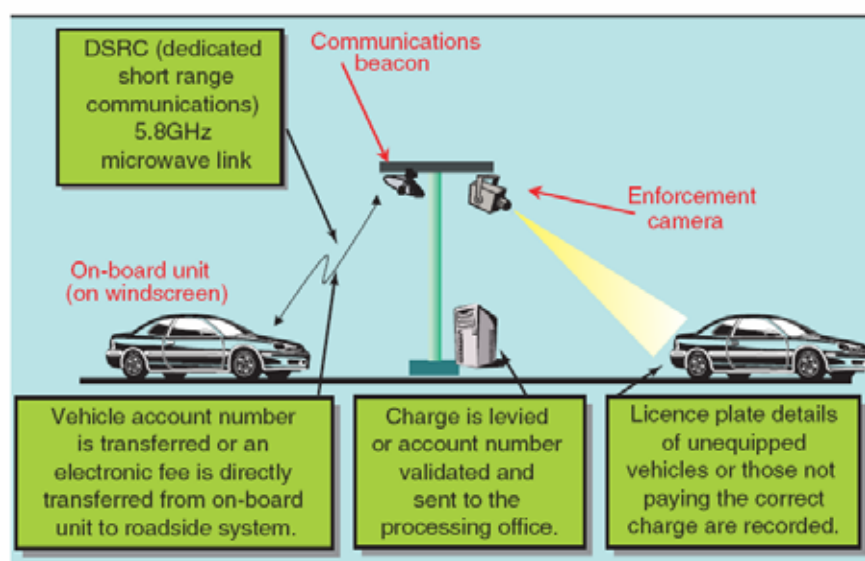 DSRC (dedicated
short range
communications)
5.8GHz
microwave link
Communications
beacon
Enforcement
camera
On-board unit
(on windscreen)
Vehicle account number
is transferred or an
electronic fee is directly
transferred from on-board
unit to roadside system.
Charge is levied
or account number
validated and
sent to the
processing office.
Licence plate details
of unequipped
vehicles or those not
paying the correct
charge are recorded.